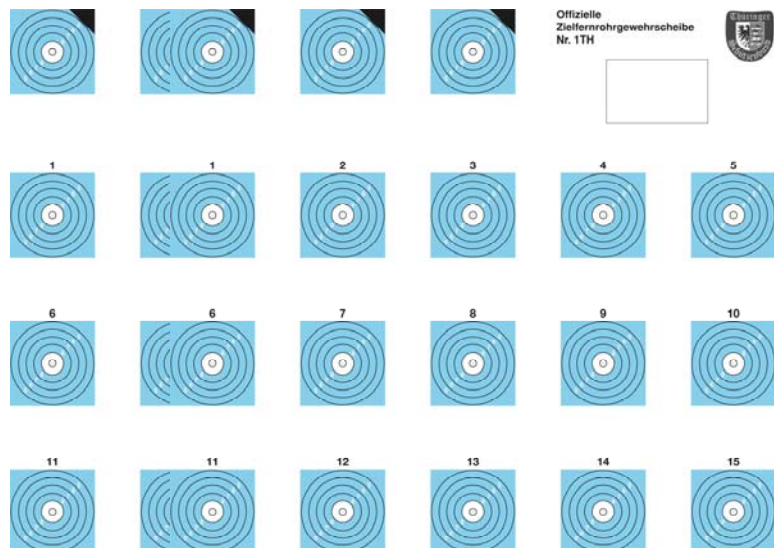 Offizielle
Zielfernrohrgewehrscheibe
Nr. 1TH
Thüringer
1 1 2 3 4 5
6 6 7 8 9 10
11 11 12 13 14 15